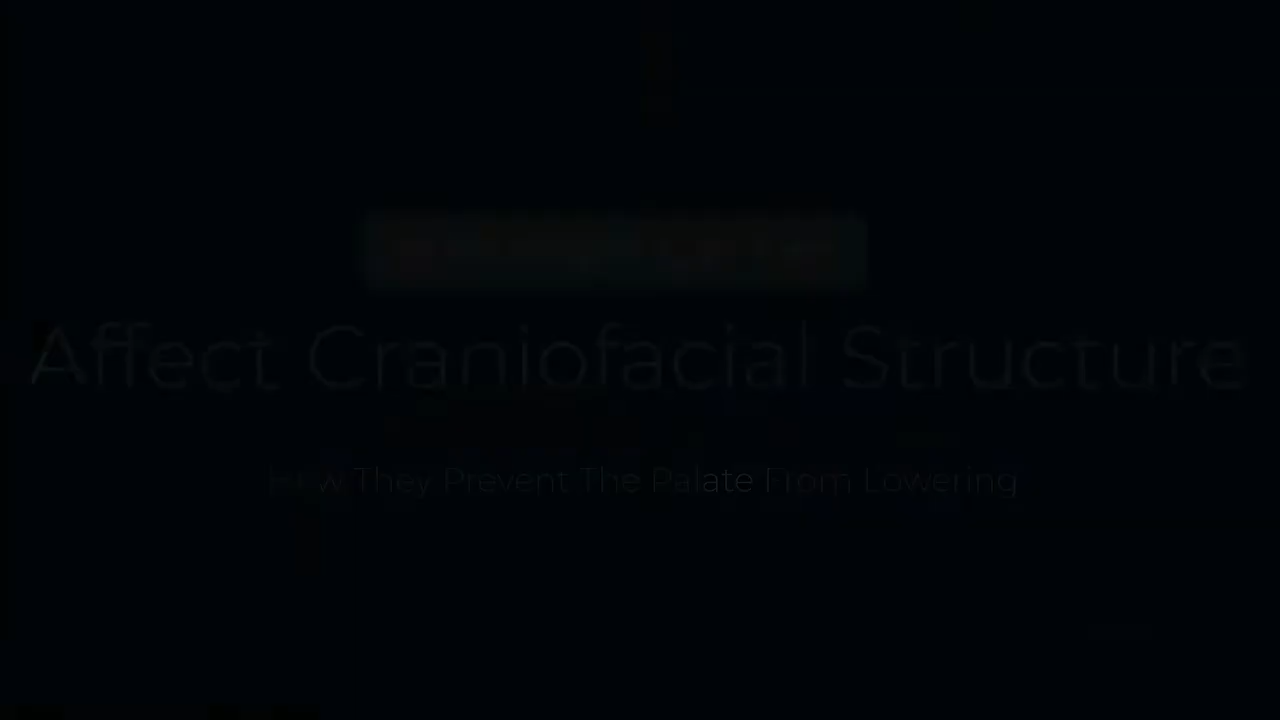 Affect Craniofacial Structure
How They Prevent The Palate From Lowering